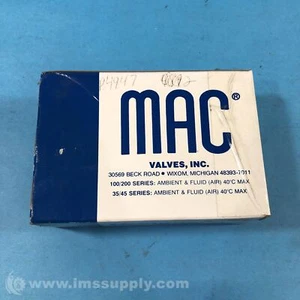 MAC®
VALVES, INC.
30569 BECK ROAD • WIXOM, MICHIGAN 48393-7011
100/200 SERIES: AMBIENT & FLUID (AIR) 40°C MAX
35/45 SERIES: AMBIENT & FLUID (AIR) 40°C MAX
www.imssupply.com